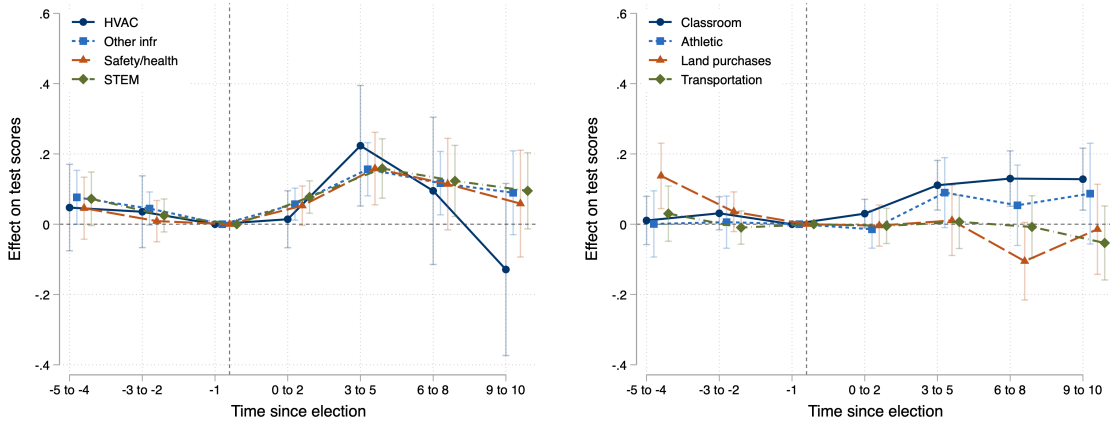 .6
.4
.2
0
-.2
-.4
Effect on test scores
HVAC
Other infr
Safety/health
STEM
-5 to -4
-3 to -2
-1
0 to 2
3 to 5
6 to 8
9 to 10
Time since election
.6
.4
.2
0
-.2
-.4
Effect on test scores
Classroom
Athletic
Land purchases
Transportation
-5 to -4
-3 to -2
-1
0 to 2
3 to 5
6 to 8
9 to 10
Time since election